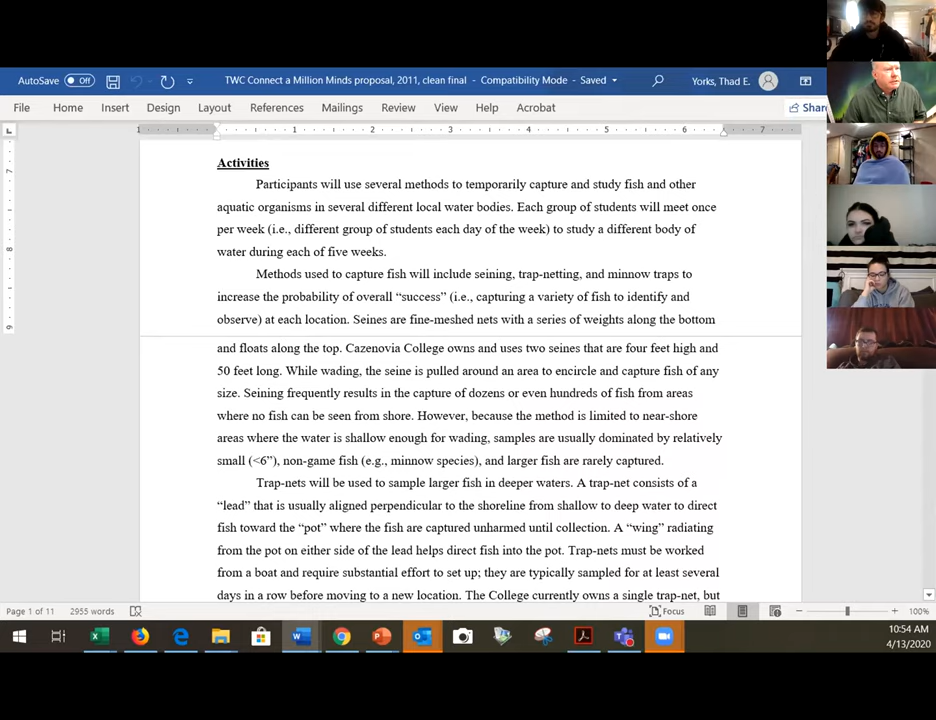 AutoSave Off TWC Connect a Million Minds proposal, 2011, clean final - Compatibility Mode - Saved Yorks, Thad E.
File Home Insert Design Layout References Mailings Review View Help Acrobat Share
1 1 2 3 4 5 6 7
Activities
Participants will use several methods to temporarily capture and study fish and other
aquatic organisms in several different local water bodies. Each group of students will meet once
per week (i.e., different group of students each day of the week) to study a different body of
water during each of five weeks.
Methods used to capture fish will include seining, trap-netting, and minnow traps to
increase the probability of overall “success” (i.e., capturing a variety of fish to identify and
observe) at each location. Seines are fine-meshed nets with a series of weights along the bottom
and floats along the top. Cazenovia College owns and uses two seines that are four feet high and
50 feet long. While wading, the seine is pulled around an area to encircle and capture fish of any
size. Seining frequently results in the capture of dozens or even hundreds of fish from areas
where no fish can be seen from shore. However, because the method is limited to near-shore
areas where the water is shallow enough for wading, samples are usually dominated by relatively
small (<6”), non-game fish (e.g., minnow species), and larger fish are rarely captured.
Trap-nets will be used to sample larger fish in deeper waters. A trap-net consists of a
“lead” that is usually aligned perpendicular to the shoreline from shallow to deep water to direct
fish toward the “pot” where the fish are captured unharmed until collection. A “wing” radiating
from the pot on either side of the lead helps direct fish into the pot. Trap-nets must be worked
from a boat and require substantial effort to set up; they are typically sampled for at least several
days in a row before moving to a new location. The College currently owns a single trap-net, but
Page 1 of 11 2955 words Focus 100%
10:54 AM
4/13/2020